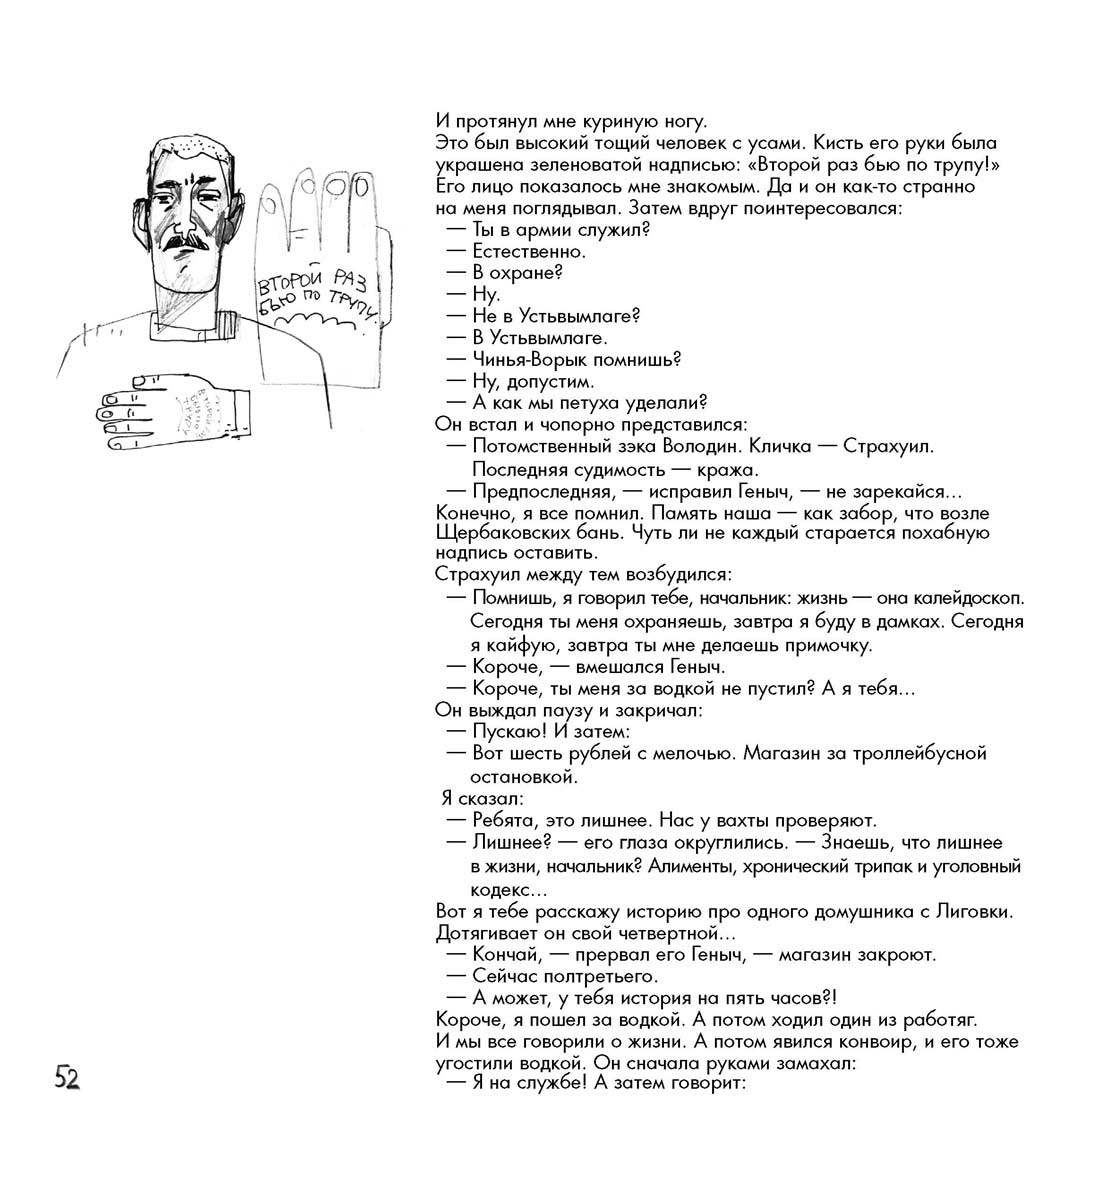 И протянул мне куриную ногу.
Это был высокий тощий человек с усами. Кисть его руки была
украшена зеленоватой надписью: «Второй раз бью по трупу!»
Его лицо показалось мне знакомым. Да и он как-то странно
на меня поглядывал. Затем вдруг поинтересовался:
— Ты в армии служил?
— Естественно.
— В охране?
— Ну.
— Не в Устьвымлаге?
— В Устьвымлаге.
— Чинья-Ворык помнишь?
— Ну, допустим.
— А как мы петуха уделали?
Он встал и чопорно представился:
— Потомственный зэка Володин. Кличка — Страхуил.
Последняя судимость — кража.
— Предпоследняя, — исправил Геныч, — не зарекайся...
Конечно, я все помнил. Память наша — как забор, что возле
Щербаковских бань. Чуть ли не каждый старается похабную
надпись оставить.
Страхуил между тем возбудился:
— Помнишь, я говорил тебе, начальник: жизнь — она калейдоскоп.
Сегодня ты меня охраняешь, завтра я буду в дамках. Сегодня
я кайфую, завтра ты мне делаешь примочку.
— Короче, — вмешался Геныч.
— Короче, ты меня за водкой не пустил? А я тебя...
Он выждал паузу и закричал:
— Пускаю! И затем:
— Вот шесть рублей с мелочью. Магазин за троллейбусной
остановкой.
Я сказал:
— Ребята, это лишнее. Нас у вахты проверяют.
— Лишнее? — его глаза округлились. — Знаешь, что лишнее
в жизни, начальник? Алименты, хронический трипак и уголовный
кодекс...
Вот я тебе расскажу историю про одного домушника с Лиговки.
Дотягивает он свой четвертной...
— Кончай, — прервал его Геныч, — магазин закроют.
— Сейчас полтретьего.
— А может, у тебя история на пять часов?!
Короче, я пошел за водкой. А потом ходил один из работяг.
И мы все говорили о жизни. А потом явился конвоир, и его тоже
угостили водкой. Он сначала руками замахал:
— Я на службе! А затем говорит:
ВТОРОЙ РАЗ
БЬЮ ПО ТРУПУ.
52